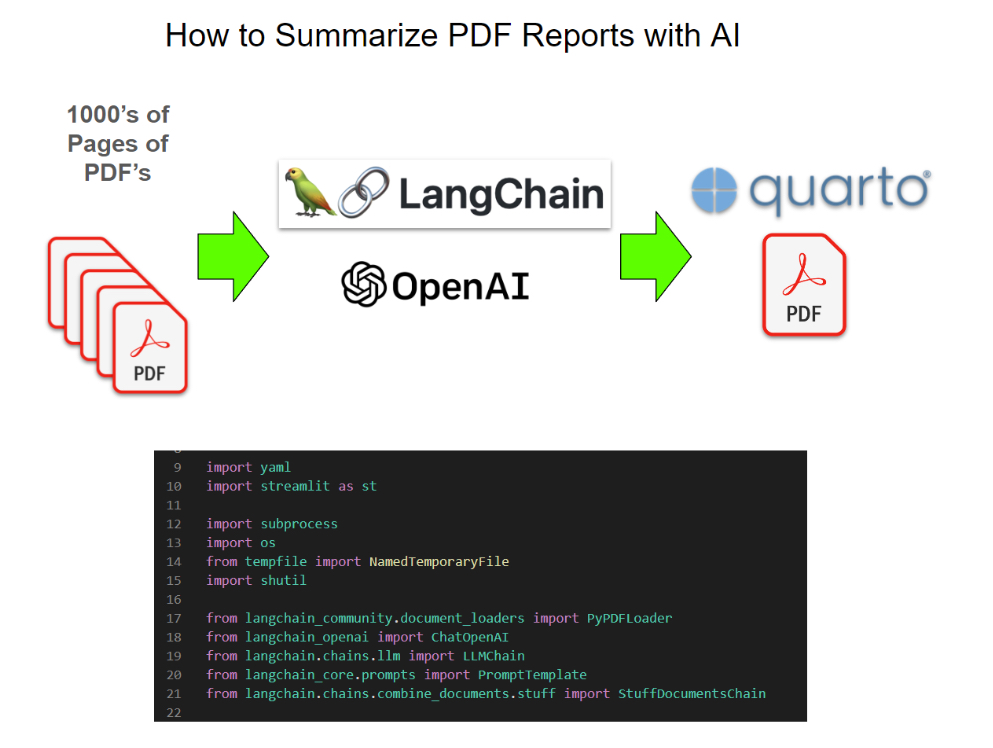 How to Summarize PDF Reports with AI
1000’s of
Pages of
PDF’s
PDF
LangChain
OpenAI
quarto®
PDF
9 import yaml
10 import streamlit as st
11
12 import subprocess
13 import os
14 from tempfile import NamedTemporaryFile
15 import shutil
16
17 from langchain_community.document_loaders import PyPDFLoader
18 from langchain_openai import ChatOpenAI
19 from langchain.chains.llm import LLMChain
20 from langchain_core.prompts import PromptTemplate
21 from langchain.chains.combine_documents.stuff import StuffDocumentsChain
22